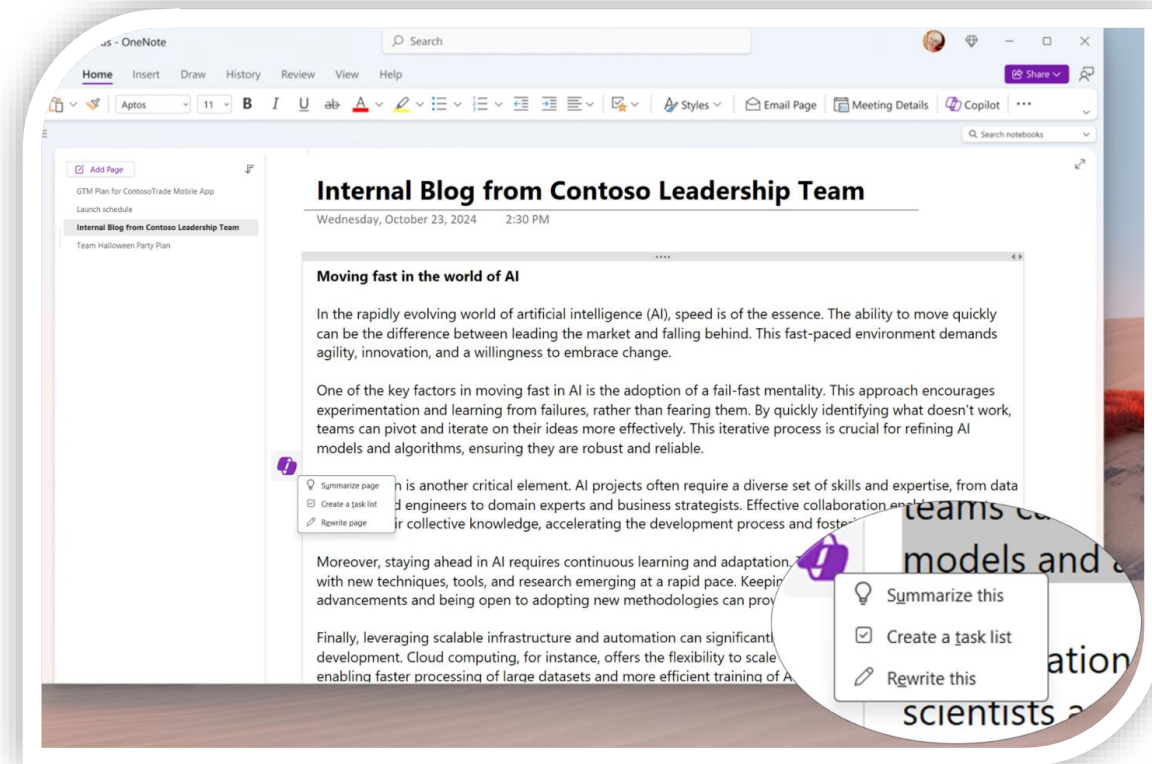 us - OneNote
Search
Home Insert Draw History Review View Help
Share
Aptos 11 B I U ab A Styles Email Page Meeting Details Copilot
Search notebooks
Add Page
GTM Plan for ContosoTrade Mobile App
Launch schedule
Internal Blog from Contoso Leadership Team
Team Halloween Party Plan
Internal Blog from Contoso Leadership Team
Wednesday, October 23, 2024 2:30 PM
Moving fast in the world of AI
In the rapidly evolving world of artificial intelligence (AI), speed is of the essence. The ability to move quickly
can be the difference between leading the market and falling behind. This fast-paced environment demands
agility, innovation, and a willingness to embrace change.
One of the key factors in moving fast in AI is the adoption of a fail-fast mentality. This approach encourages
experimentation and learning from failures, rather than fearing them. By quickly identifying what doesn't work,
teams can pivot and iterate on their ideas more effectively. This iterative process is crucial for refining AI
models and algorithms, ensuring they are robust and reliable.
is another critical element. AI projects often require a diverse set of skills and expertise, from data
engineers to domain experts and business strategists. Effective collaboration
collective knowledge, accelerating the development process and
Moreover, staying ahead in AI requires continuous learning and adaptation.
with new techniques, tools, and research emerging at a rapid pace.
advancements and being open to adopting new methodologies can
Finally, leveraging scalable infrastructure and automation can
development. Cloud computing, for instance, offers the flexibility to scale
enabling faster processing of large datasets and more efficient training of
Summarize page
Create a task list
Rewrite page
teams
models and
Summarize this
Create a task list
Rewrite this
ation
scientists